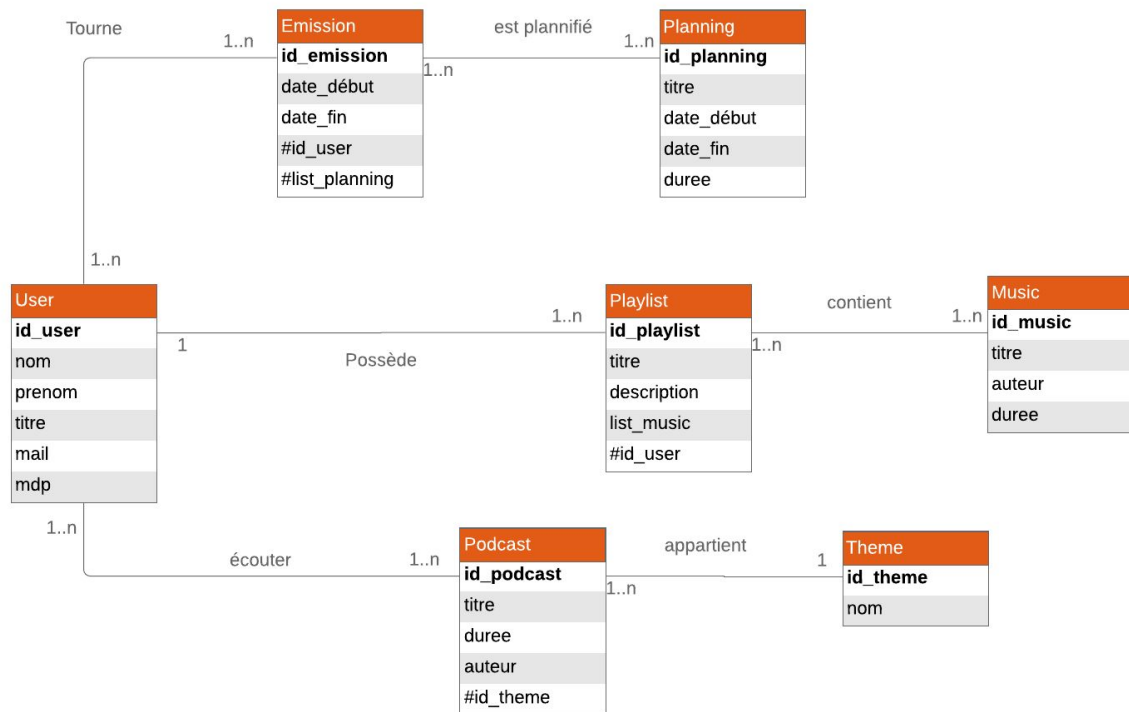 Tourne
1..n
Emission
id_emission
date_début
date_fin
#id_user
#list_planning
1..n
est plannifié
1..n
Planning
id_planning
titre
date_début
date_fin
duree
1..n
User
id_user
nom
prenom
titre
mail
mdp
1
Possède
1..n
Playlist
id_playlist
titre
description
list_music
#id_user
1..n
contient
1..n
Music
id_music
titre
auteur
duree
1..n
écouter
1..n
Podcast
id_podcast
titre
duree
auteur
#id_theme
1..n
appartient
1
Theme
id_theme
nom